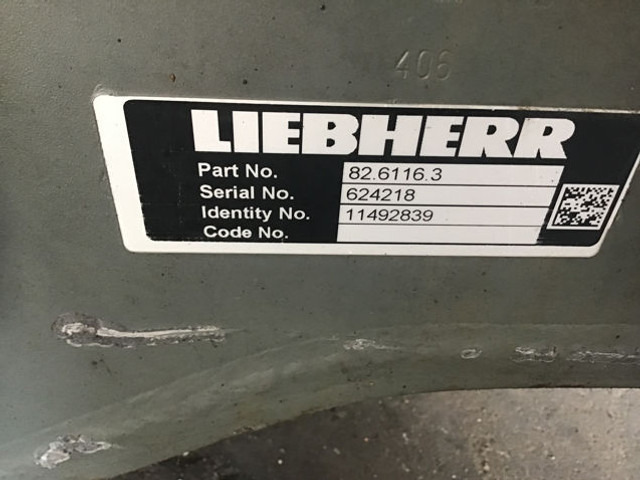 406
LIEBHERR
Part No. 82.6116.3
Serial No. 624218
Identity No. 11492839
Code No.